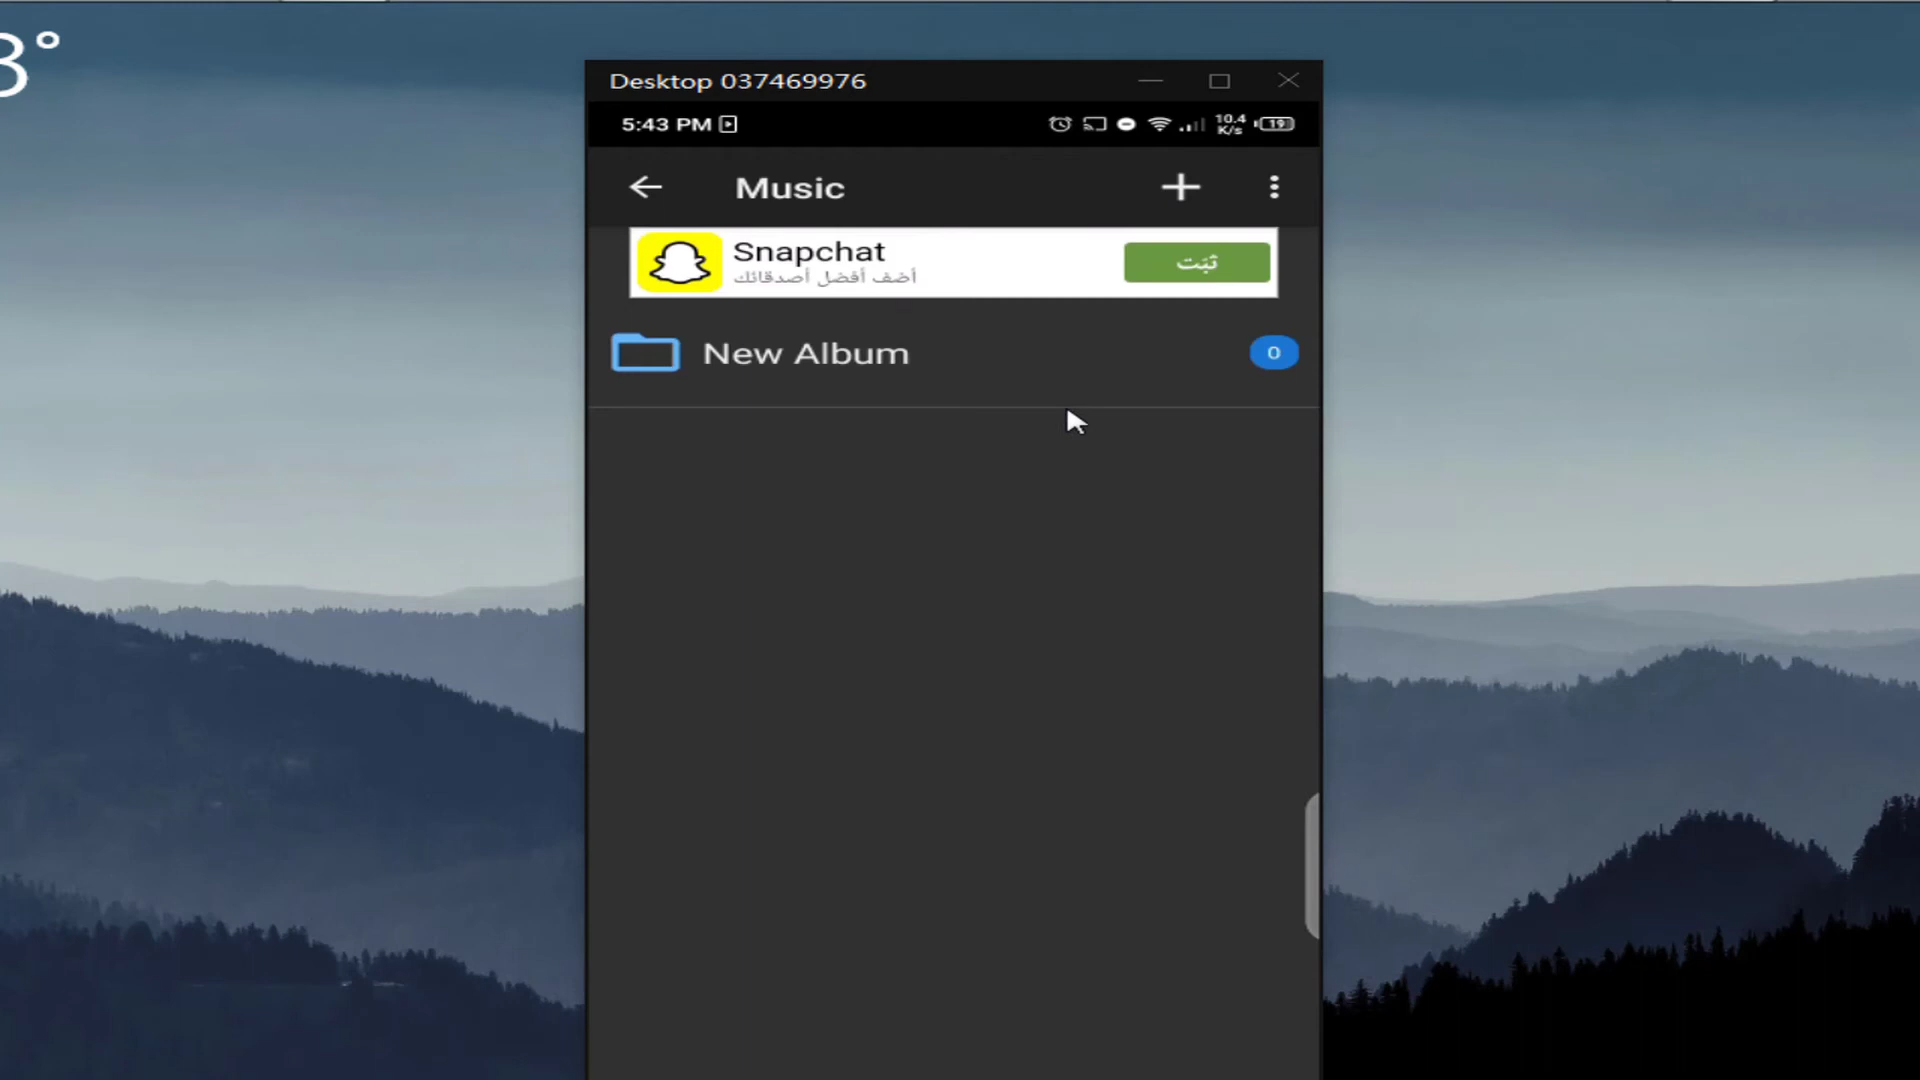 3°
Desktop 037469976
5:43 PM
10.4
K/s
19
Music
Snapchat
أضف أفضل أصدقائك
ثبَت
New Album
0